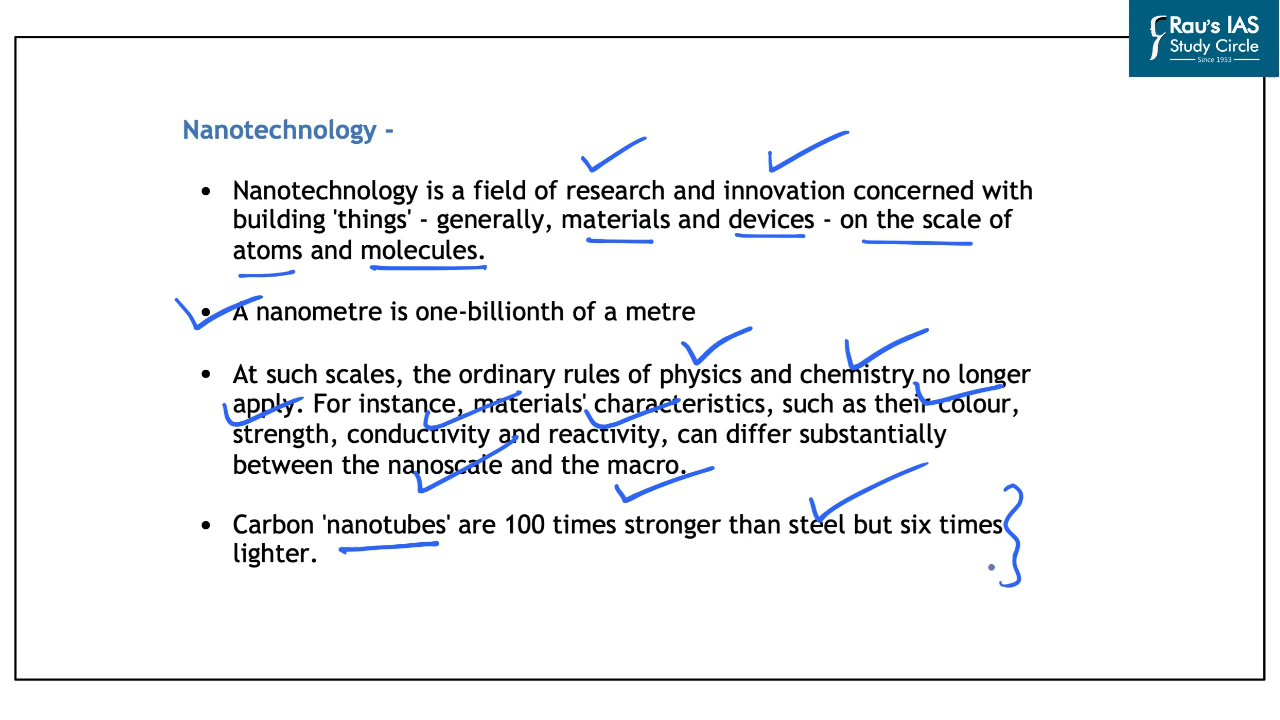 Rau's IAS
Study Circle
Since 1953
Nanotechnology -
• Nanotechnology is a field of research and innovation concerned with
building 'things' - generally, materials and devices - on the scale of
atoms and molecules.
• A nanometre is one-billionth of a metre
• At such scales, the ordinary rules of physics and chemistry no longer
apply. For instance, materials' characteristics, such as their colour,
strength, conductivity and reactivity, can differ substantially
between the nanoscale and the macro.
• Carbon 'nanotubes' are 100 times stronger than steel but six times
lighter.